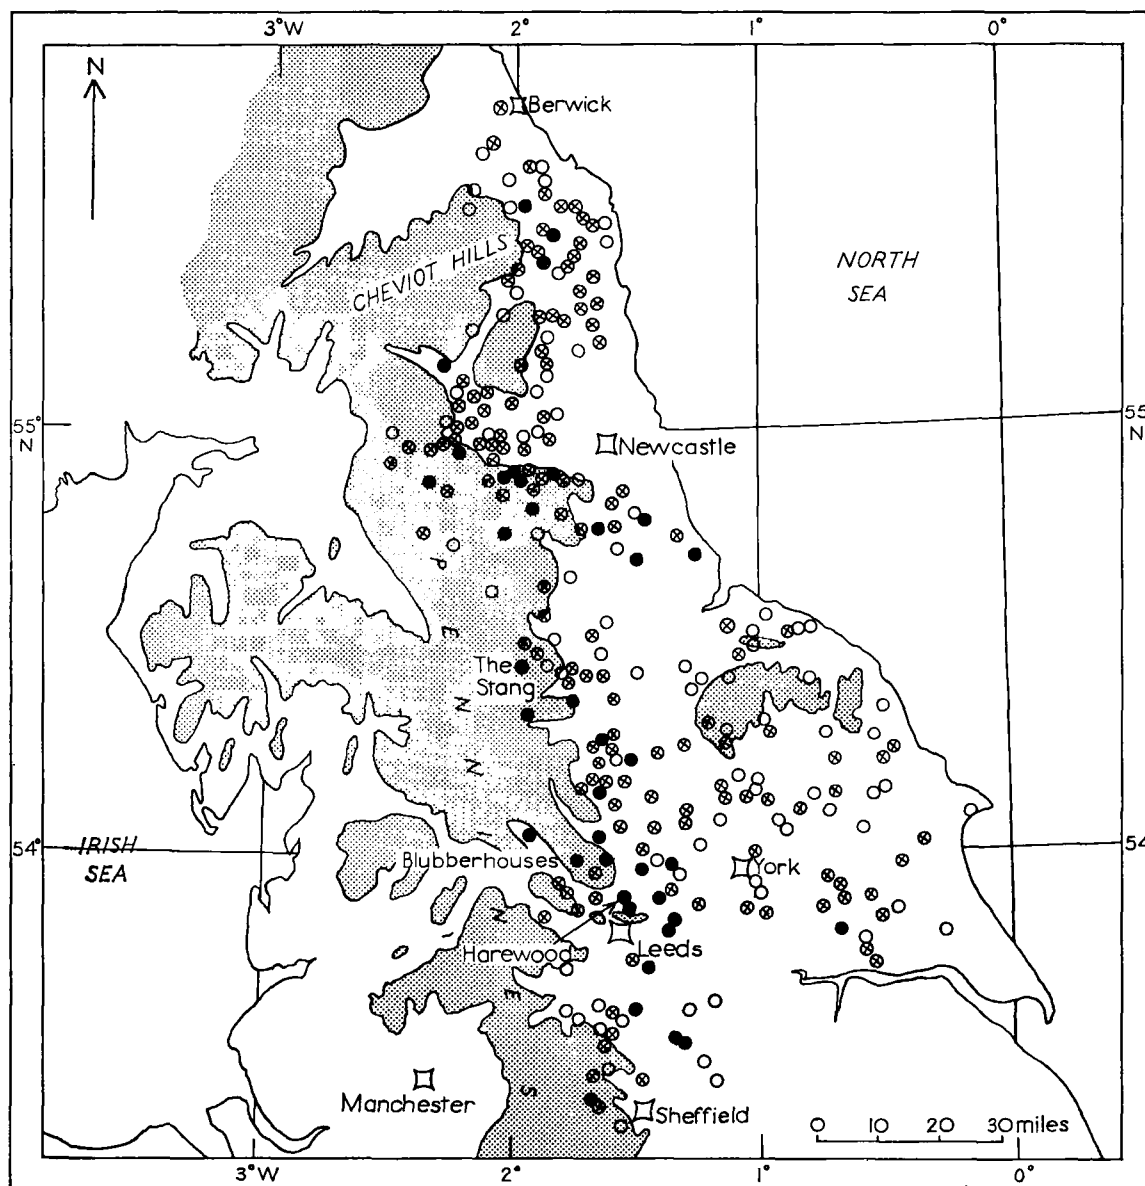 3°W 2° 1° 0°
N
Berwick
CHEVIOT HILLS
NORTH
SEA
55°
N
55
N
Newcastle
PENNINES
The
Stang
54°
54
IRISH
SEA
Blubberhouses
York
Harewood
Leeds
Manchester
Sheffield
0 10 20 30 miles
3°W 2° 1° 0°